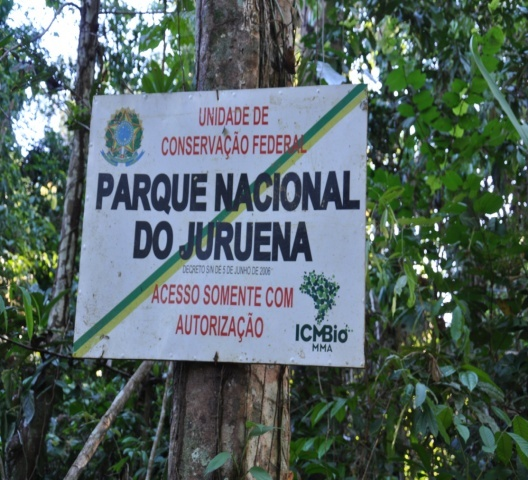 UNIDADE DE
CONSERVAÇÃO FEDERAL
PARQUE NACIONAL
DO JURUENA
DECRETO S/N DE 5 DE JUNHO DE 2006
ACESSO SOMENTE COM
AUTORIZAÇÃO
ICMBio
MMA